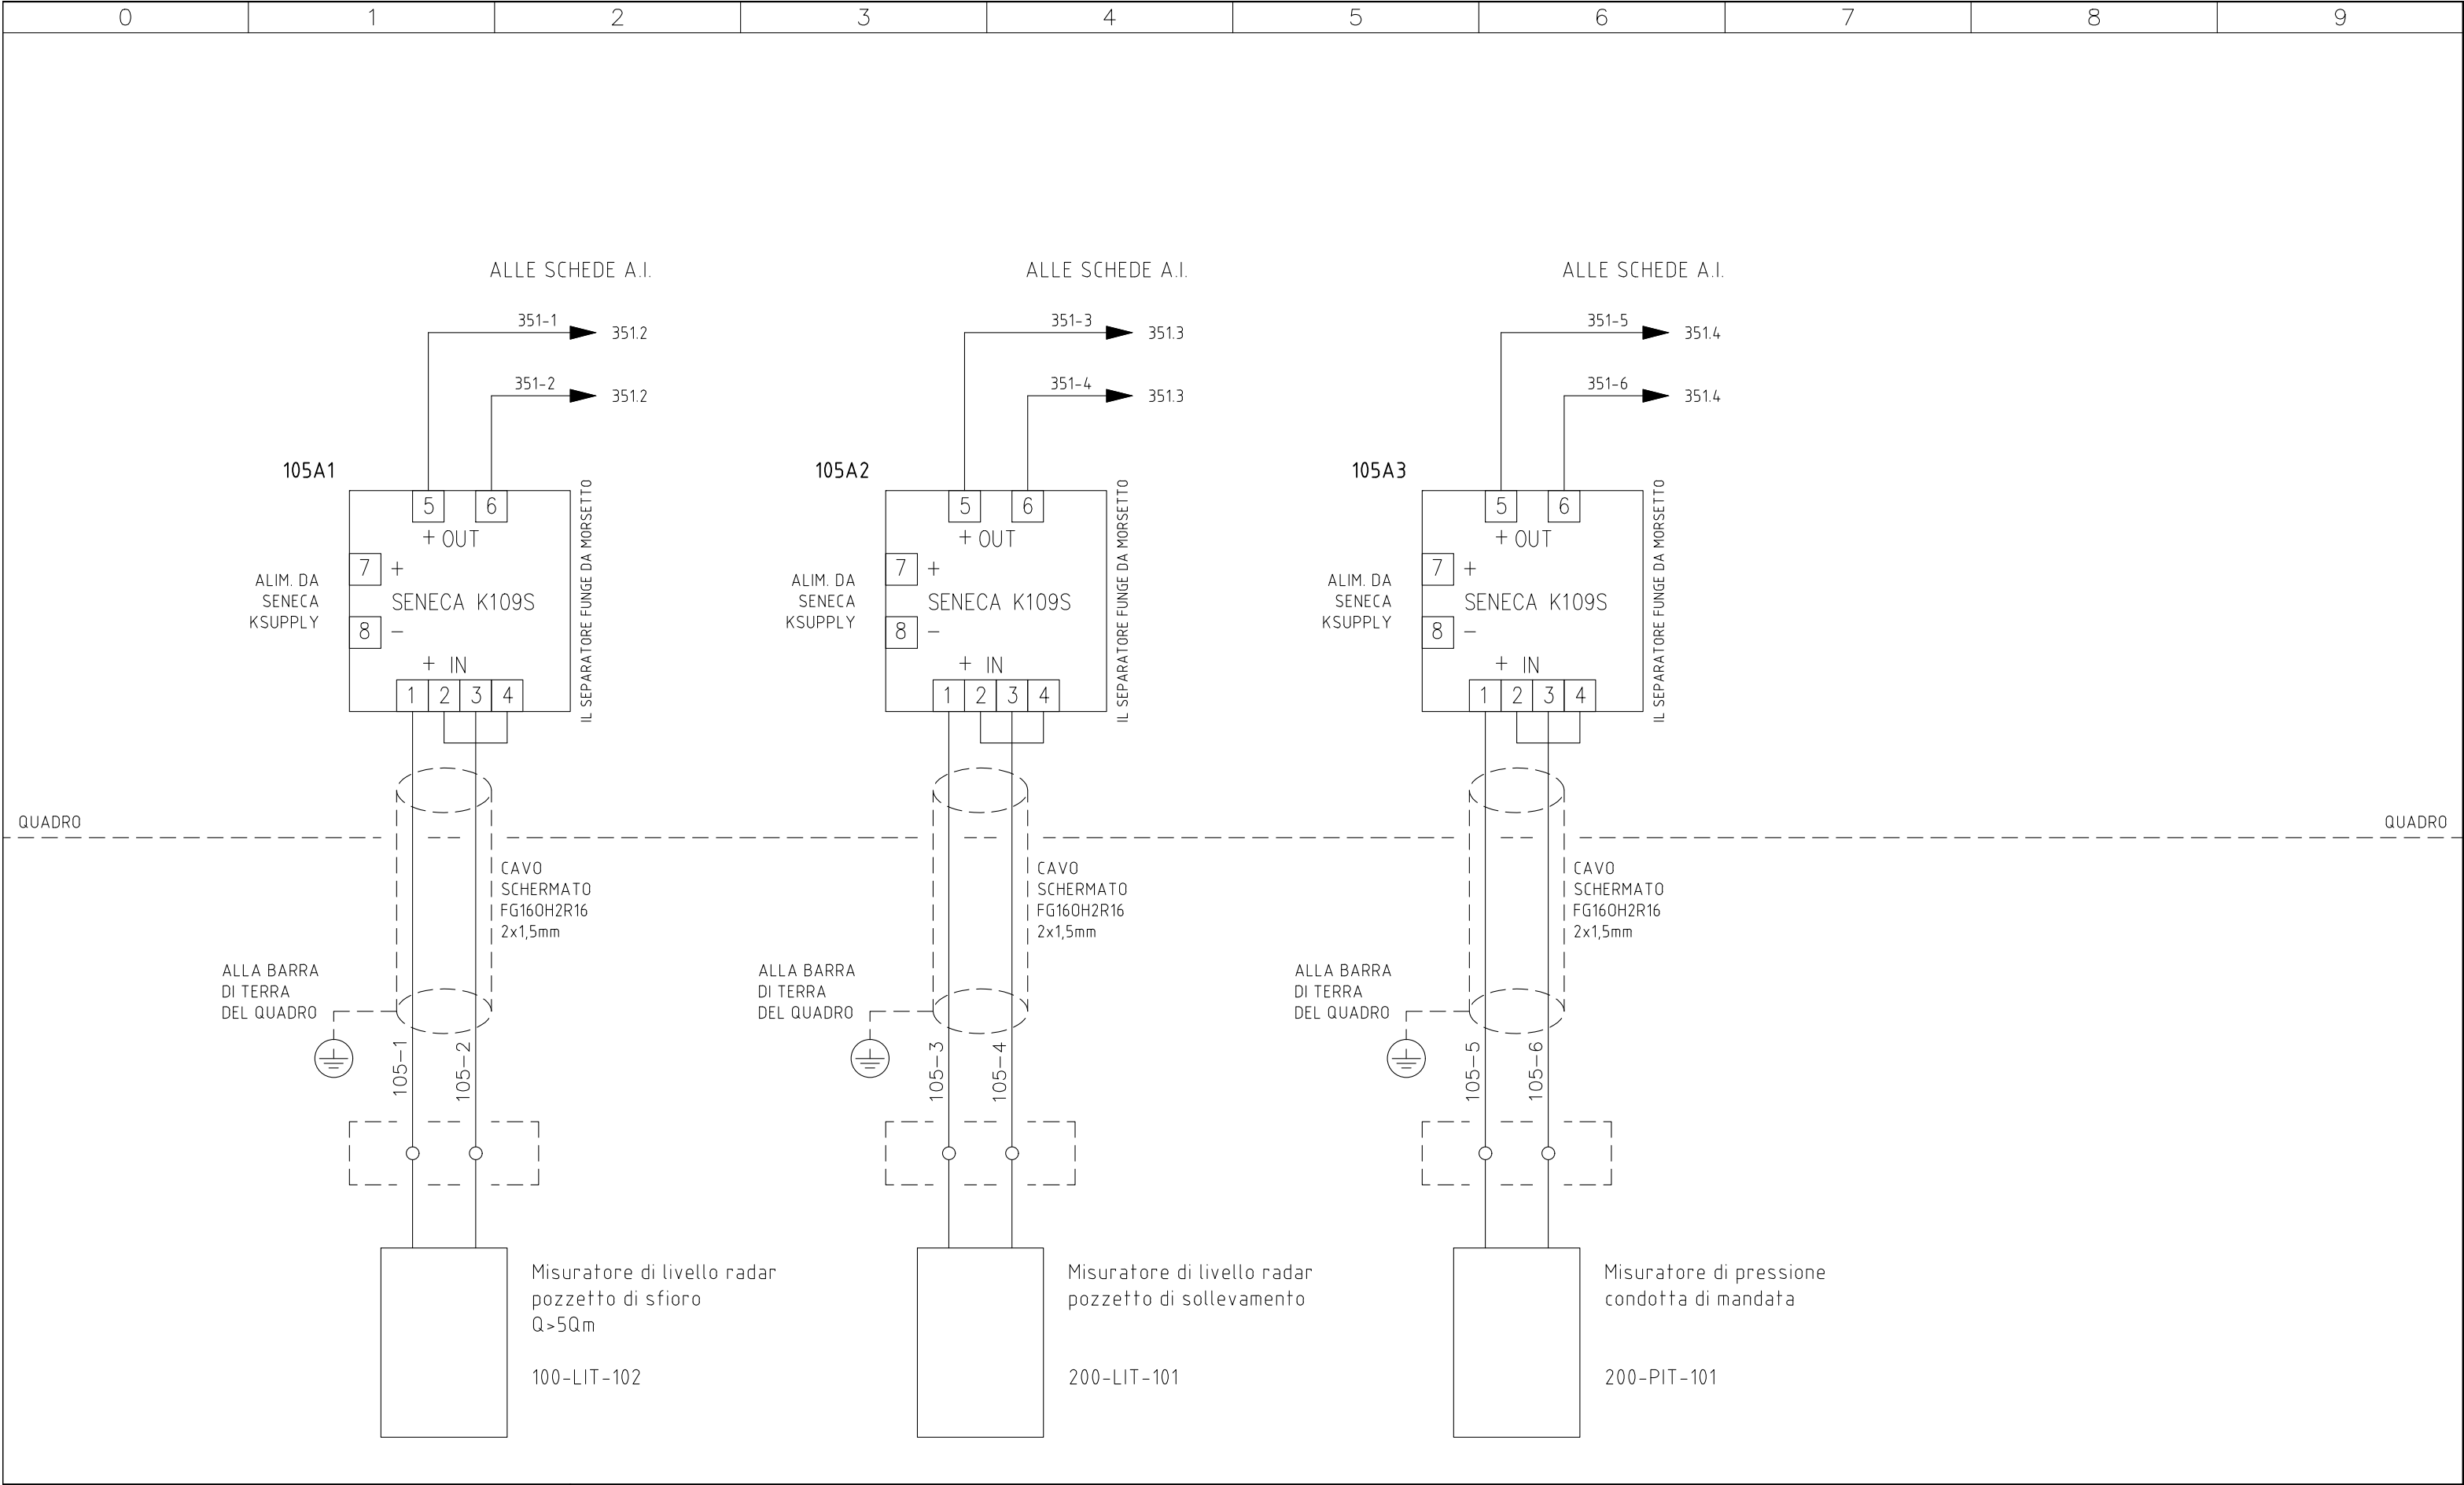 0 1 2 3 4 5 6 7 8 9
ALLE SCHEDE A.I.
351-1
351.2
351-2
351.2
105A1
5 6
+ OUT
7 +
SENECA K109S
8 -
+ IN
1 2 3 4
ALIM. DA
SENECA
KSUPPLY
IL SEPARATORE FUNGE DA MORSETTO
ALLE SCHEDE A.I.
351-3
351.3
351-4
351.3
105A2
5 6
+ OUT
7 +
SENECA K109S
8 -
+ IN
1 2 3 4
ALIM. DA
SENECA
KSUPPLY
IL SEPARATORE FUNGE DA MORSETTO
ALLE SCHEDE A.I.
351-5
351.4
351-6
351.4
105A3
5 6
+ OUT
7 +
SENECA K109S
8 -
+ IN
1 2 3 4
ALIM. DA
SENECA
KSUPPLY
IL SEPARATORE FUNGE DA MORSETTO
QUADRO
QUADRO
CAVO
SCHERMATO
FG16OH2R16
2x1,5mm
ALLA BARRA
DI TERRA
DEL QUADRO
105-1
105-2
Misuratore di livello radar
pozzetto di sfioro
Q>5Qm
100-LIT-102
CAVO
SCHERMATO
FG16OH2R16
2x1,5mm
ALLA BARRA
DI TERRA
DEL QUADRO
105-3
105-4
Misuratore di livello radar
pozzetto di sollevamento
200-LIT-101
CAVO
SCHERMATO
FG16OH2R16
2x1,5mm
ALLA BARRA
DI TERRA
DEL QUADRO
105-5
105-6
Misuratore di pressione
condotta di mandata
200-PIT-101